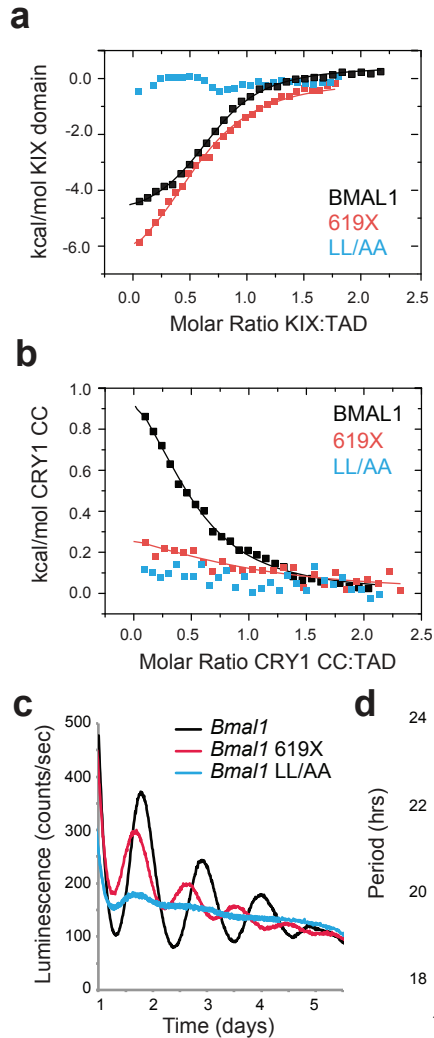 a
kcal/mol KIX domain
0.0
-2.0
-4.0
-6.0
BMAL1
619X
LL/AA
0.0 0.5 1.0 1.5 2.0 2.5
Molar Ratio KIX:TAD
b
kcal/mol CRY1 CC
1.0
0.8
0.6
0.4
0.2
0.0
BMAL1
619X
LL/AA
0.0 0.5 1.0 1.5 2.0 2.5
Molar Ratio CRY1 CC:TAD
c
Luminescence (counts/sec)
500
400
300
200
100
0
Bmal1
Bmal1 619X
Bmal1 LL/AA
1 2 3 4 5
Time (days)
d
Period (hrs)
24
22
20
18